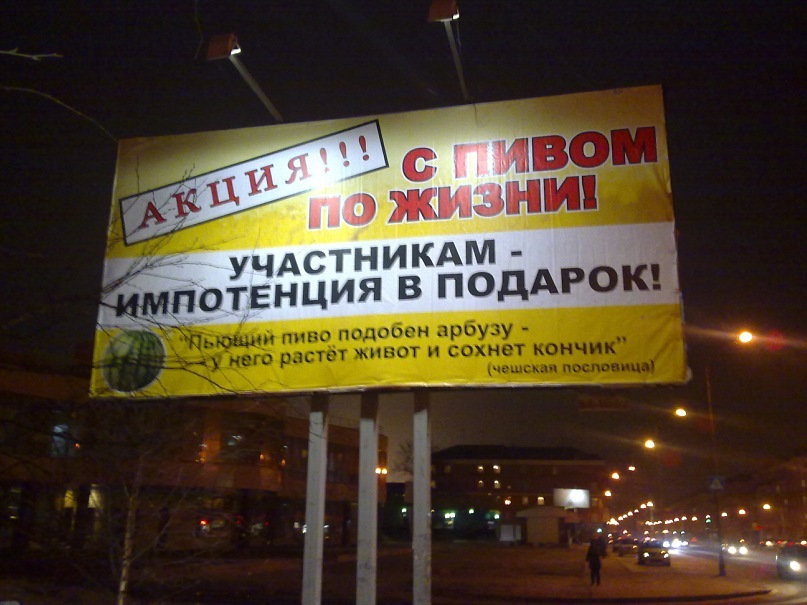 АКЦИЯ!!!
С ПИВОМ
ПО ЖИЗНИ!
УЧАСТНИКАМ -
ИМПОТЕНЦИЯ В ПОДАРОК!
"Пьющий пиво подобен арбузу -
- у него растёт живот и сохнет кончик"
(чешская пословица)